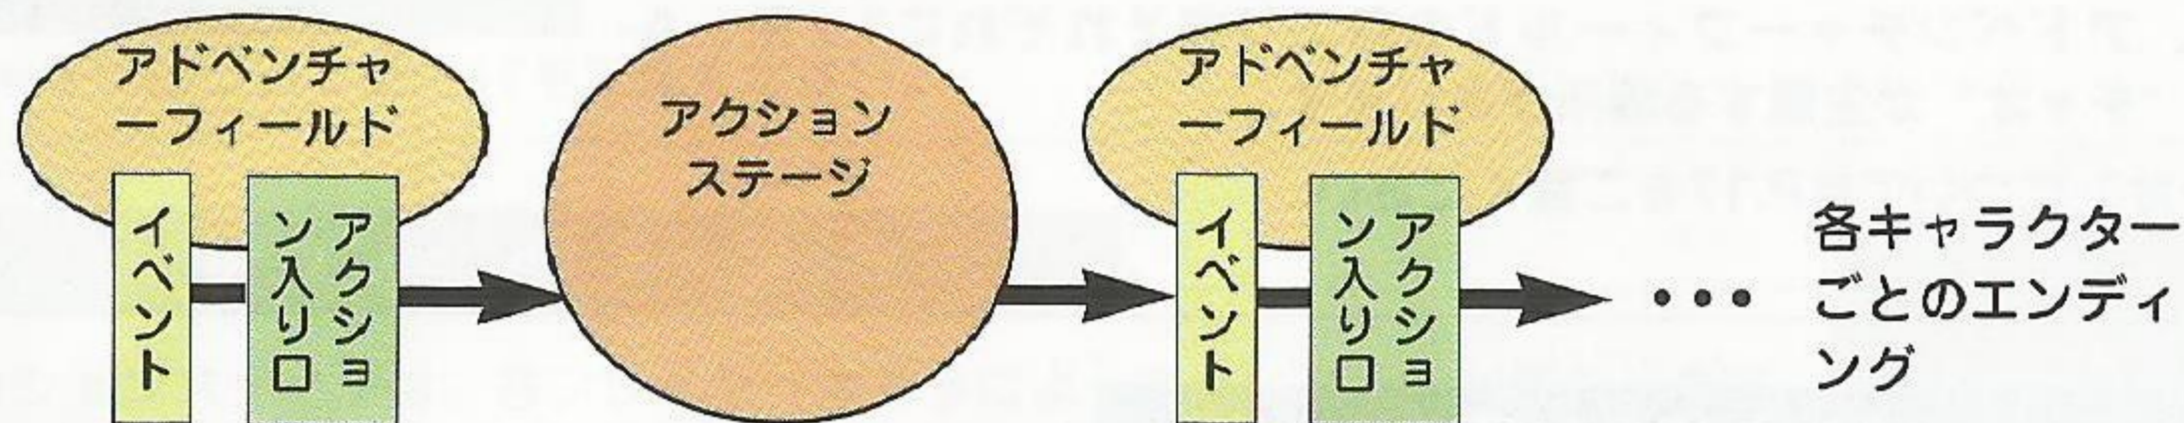 アドベンチャ
ーフィールド
イベント
アクショ
ン入り口
アクション
ステージ
アドベンチャ
ーフィールド
イベント
アクショ
ン入り口
•••
各キャラクター
ごとのエンディ
ング